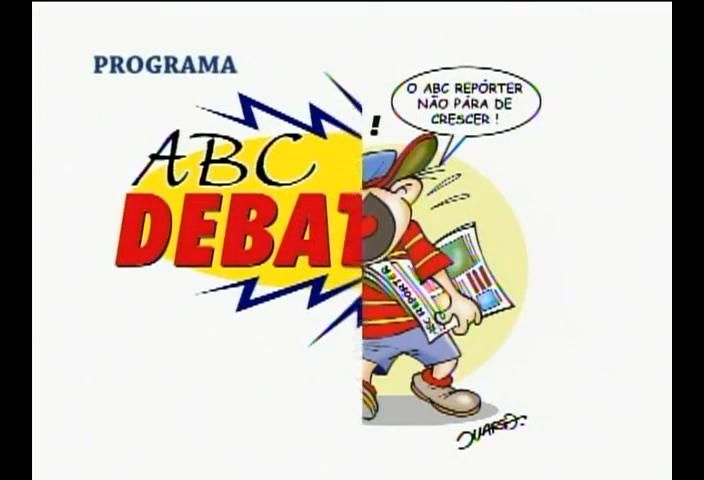 PROGRAMA
ABC
DEBAT
!
O ABC REPÓRTER
NÃO PÁRA DE
CRESCER !
ABC REPÓRTER